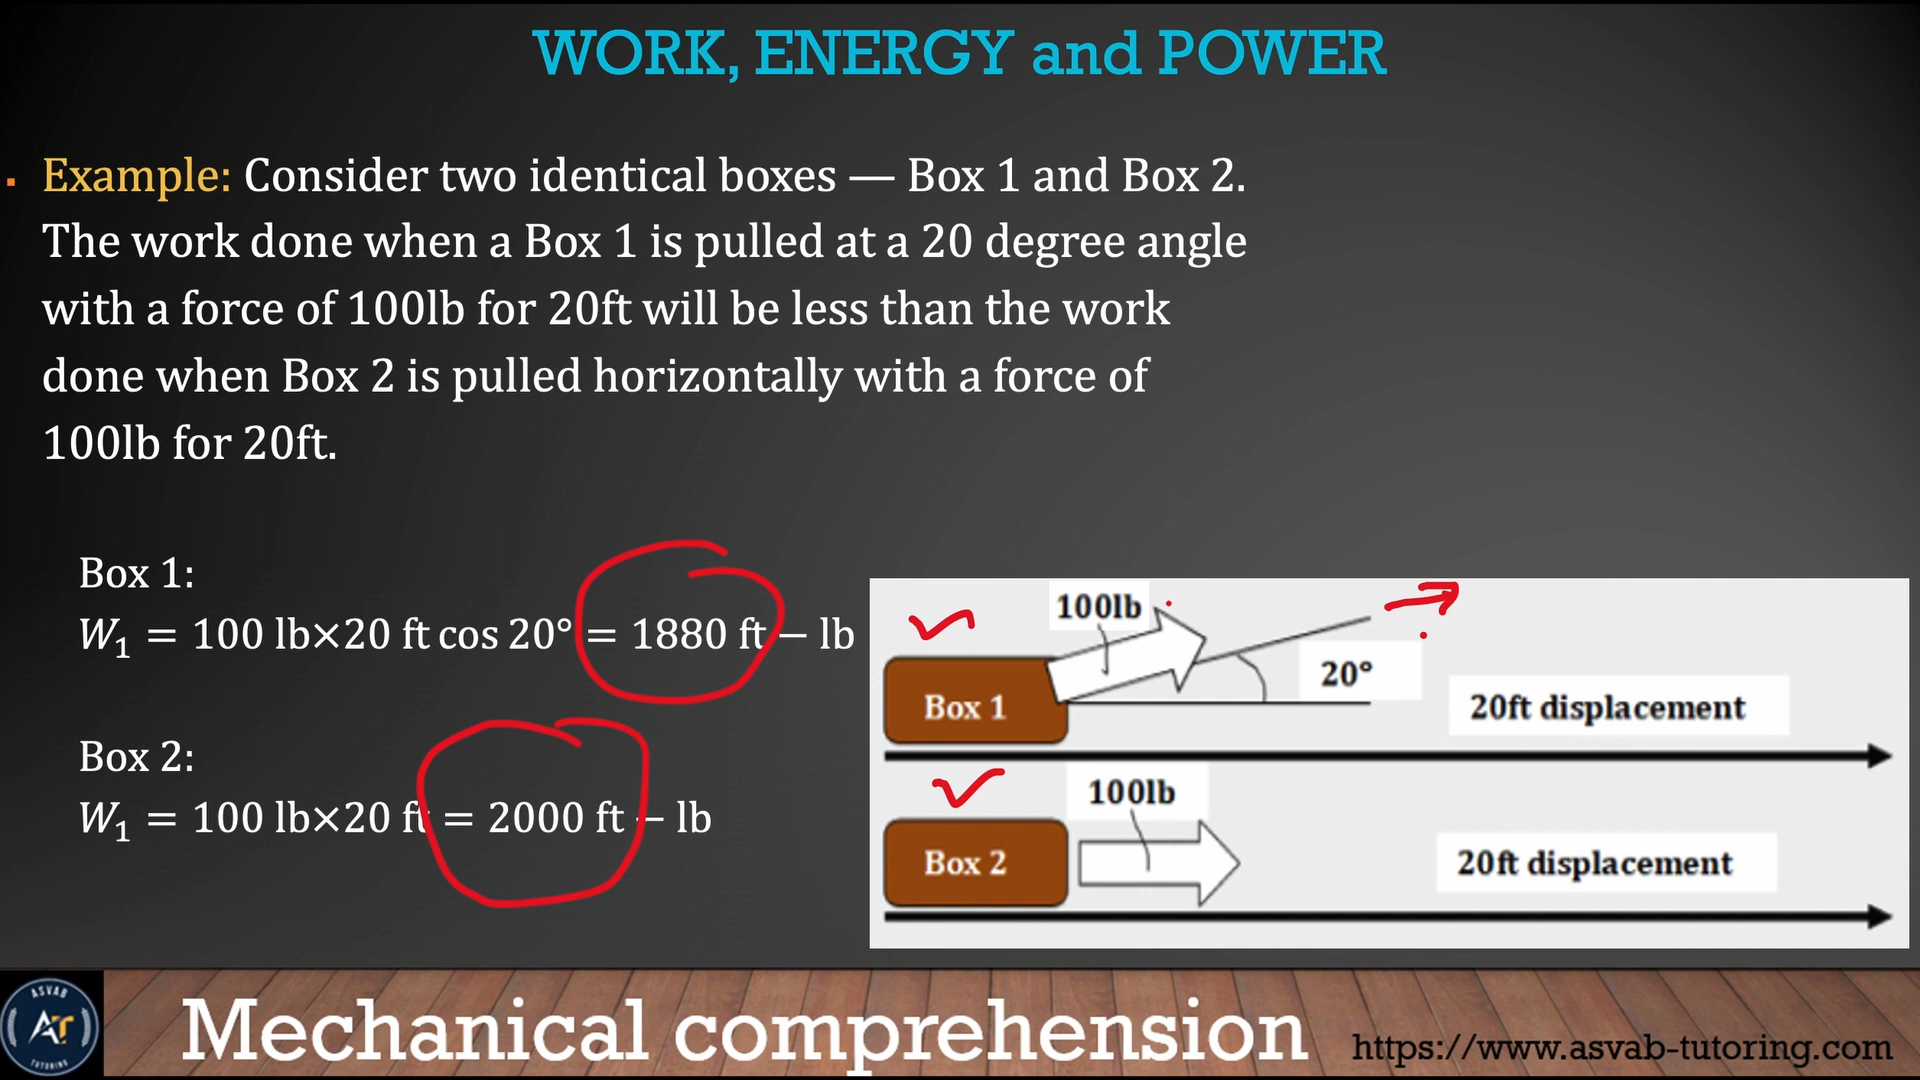 WORK, ENERGY and POWER
Example: Consider two identical boxes — Box 1 and Box 2.
The work done when a Box 1 is pulled at a 20 degree angle
with a force of 100lb for 20ft will be less than the work
done when Box 2 is pulled horizontally with a force of
100lb for 20ft.
Box 1:
W₁ = 100 lb×20 ft cos 20° = 1880 ft − lb
Box 2:
W₁ = 100 lb×20 ft = 2000 ft − lb
100lb
20°
Box 1
20ft displacement
100lb
Box 2
20ft displacement
ASVAB
AT
TUTORING
Mechanical comprehension
https://www.asvab-tutoring.com